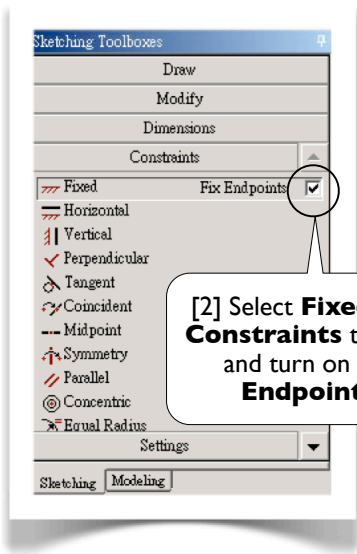 Sketching Toolboxes
Draw
Modify
Dimensions
Constraints
Fixed Fix Endpoints
Horizontal
Vertical
Perpendicular
Tangent
Coincident
Midpoint
Symmetry
Parallel
Concentric
Equal Radius
Settings
Sketching Modeling
[2] Select
Constraints
and turn on